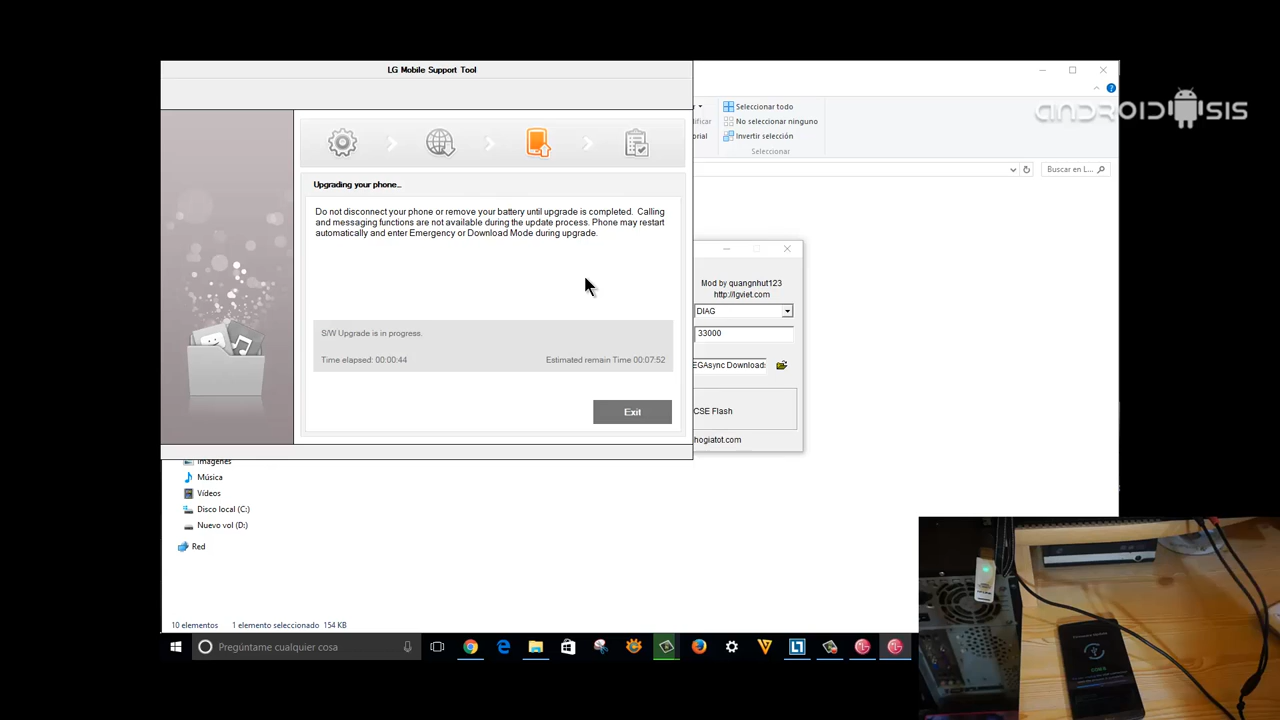 LG Mobile Support Tool
Seleccionar todo
No seleccionar ninguno
Invertir selección
Seleccionar
ANDROID SIS
Buscar en L...
Upgrading your phone...
Do not disconnect your phone or remove your battery until upgrade is completed. Calling
and messaging functions are not available during the update process. Phone may restart
automatically and enter Emergency or Download Mode during upgrade.
S/W Upgrade is in progress.
Time elapsed: 00:00:44 Estimated remain Time 00:07:52
Exit
Mod by quangnhut123
http://lgviet.com
DIAG
33000
EGAsync Downloads
CSE Flash
hogiatot.com
Imágenes
Música
Vídeos
Disco local (C:)
Nuevo vol (D:)
Red
10 elementos 1 elemento seleccionado 154 KB
Pregúntame cualquier cosa
Firmware Update